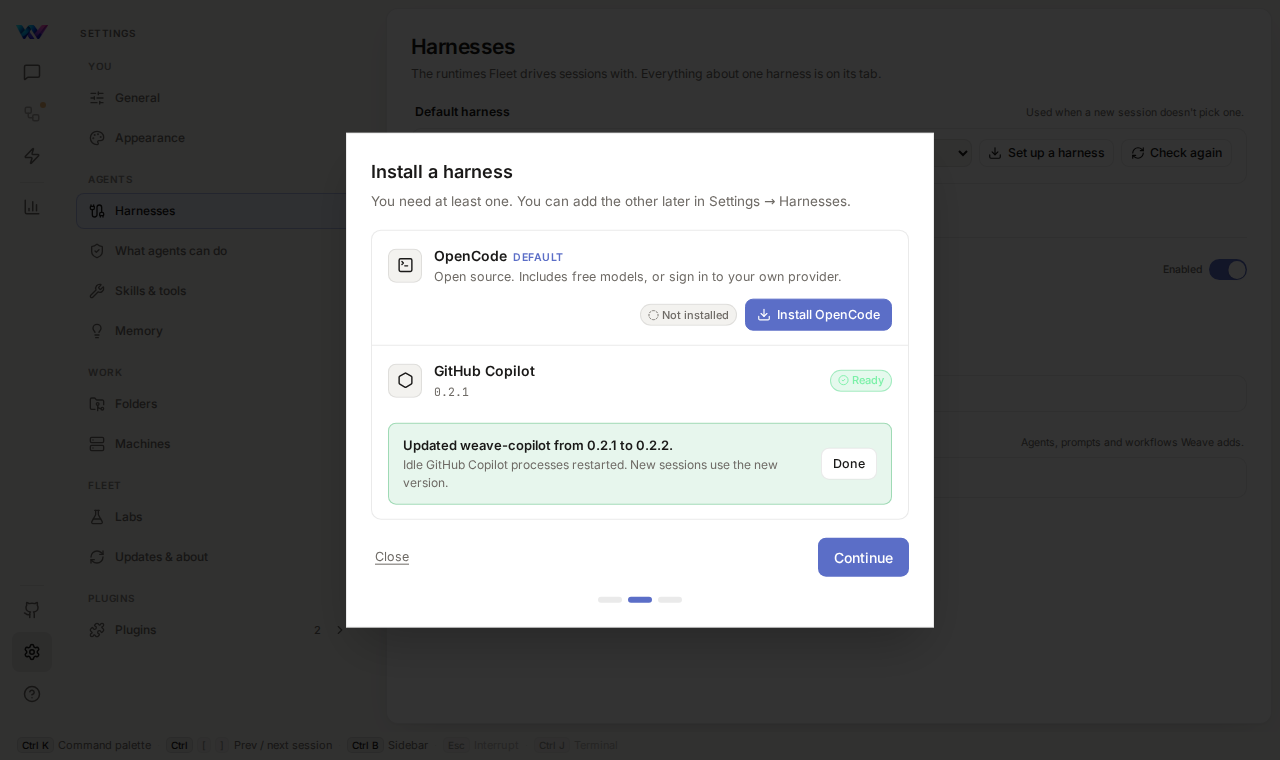 SETTINGS
YOU
General
Appearance
AGENTS
Harnesses
What agents can do
Skills & tools
Memory
WORK
Folders
Machines
FLEET
Labs
Updates & about
PLUGINS
Plugins 2
Harnesses
The runtimes Fleet drives sessions with. Everything about one harness is on its tab.
Default harness
Used when a new session doesn't pick one.
Set up a harness
Check again
Enabled
Agents, prompts and workflows Weave adds.
Install a harness
You need at least one. You can add the other later in Settings → Harnesses.
OpenCode DEFAULT
Open source. Includes free models, or sign in to your own provider.
Not installed
Install OpenCode
GitHub Copilot
0.2.1
Ready
Updated weave-copilot from 0.2.1 to 0.2.2.
Idle GitHub Copilot processes restarted. New sessions use the new
version.
Done
Close
Continue
Ctrl K Command palette Ctrl [ ] Prev / next session Ctrl B Sidebar Esc Interrupt Ctrl J Terminal